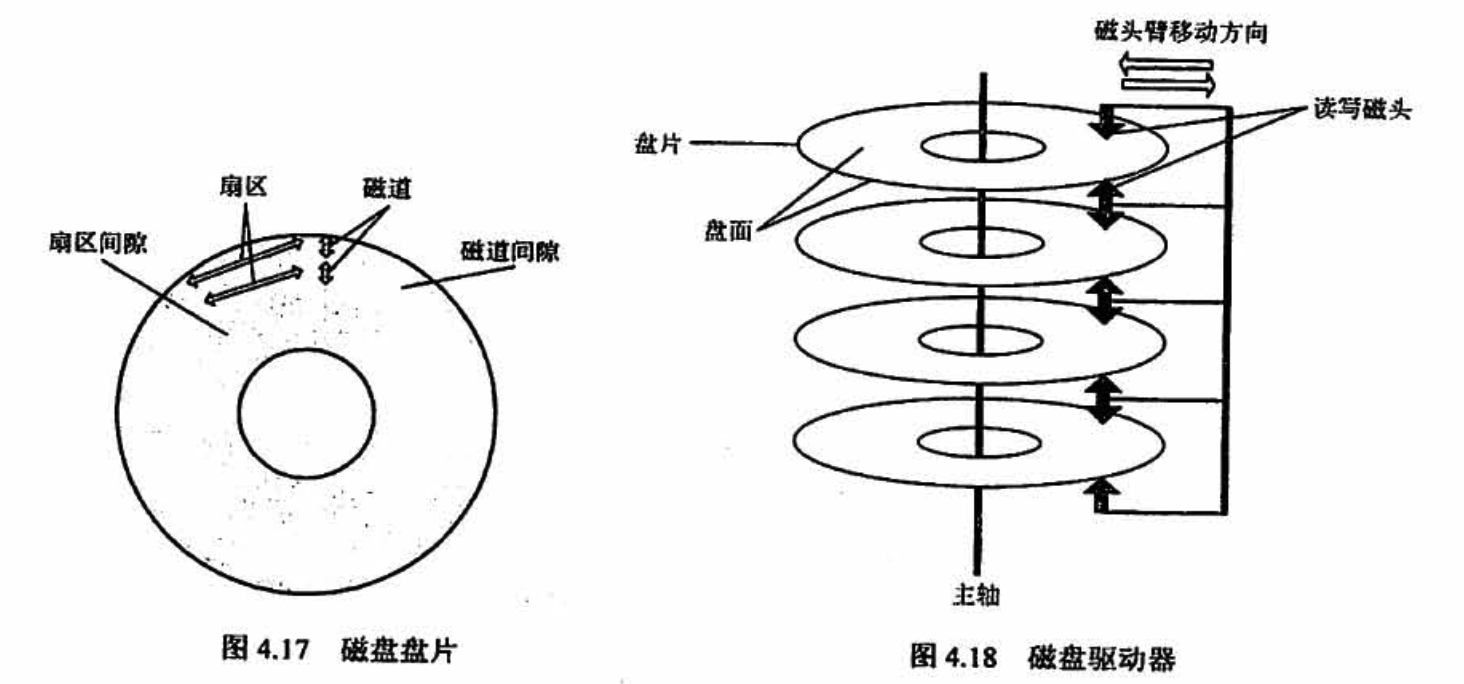 扇区
磁道
扇区间隙
磁道间隙
图 4.17 磁盘盘片
磁头臂移动方向
读写磁头
盘片
盘面
主轴
图 4.18 磁盘驱动器